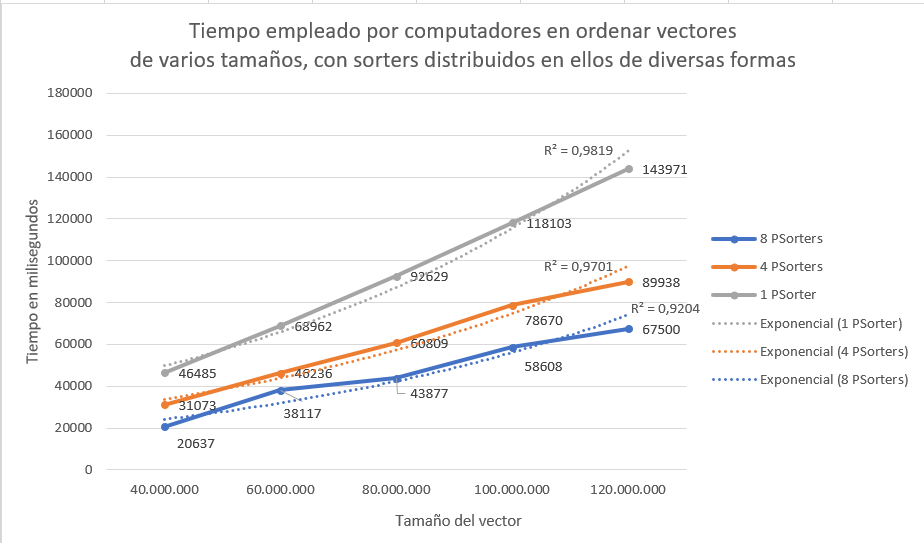 Tiempo empleado por computadores en ordenar vectores
de varios tamaños, con sorters distribuidos en ellos de diversas formas
Tiempo en milisegundos
180000
160000
140000
120000
100000
80000
60000
40000
20000
0
R² = 0,9819
143971
118103
92629
68962
46485
R² = 0,9701
89938
78670
60809
46236
31073
R² = 0,9204
67500
58608
43877
38117
20637
40.000.000
60.000.000
80.000.000
100.000.000
120.000.000
Tamaño del vector
8 PSorters
4 PSorters
1 PSorter
Exponencial (1 PSorter)
Exponencial (4 PSorters)
Exponencial (8 PSorters)